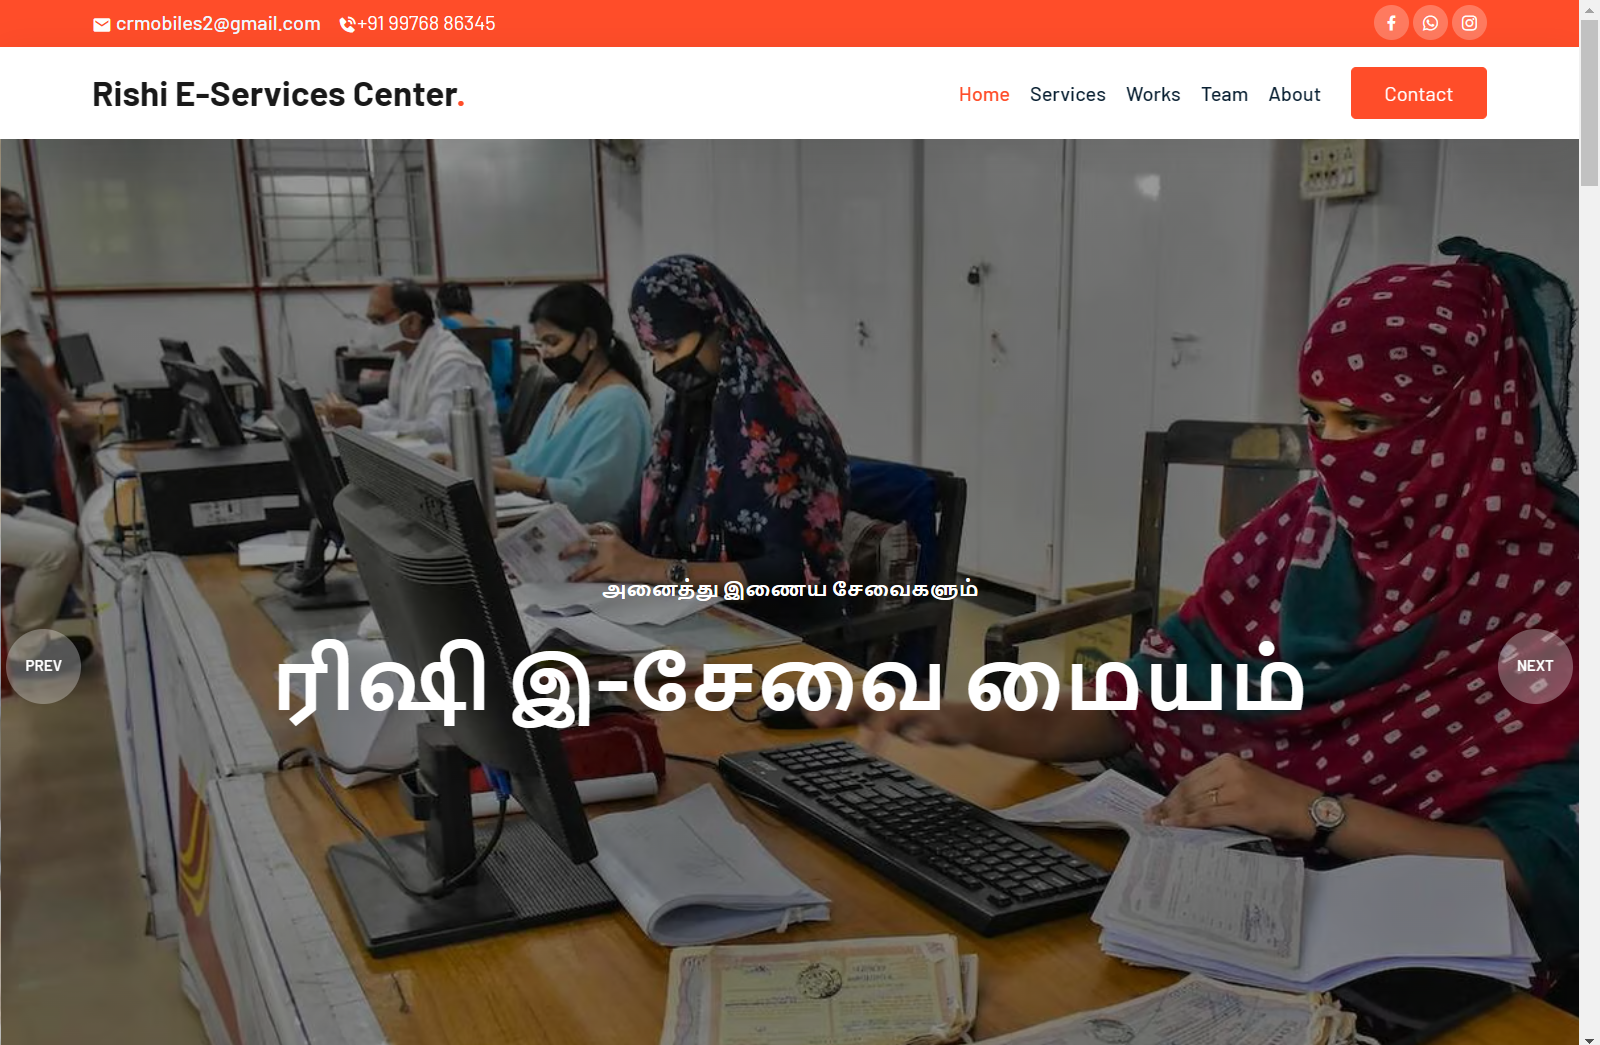 crmobiles2@gmail.com +91 99768 86345
Rishi E-Services Center.
Home Services Works Team About Contact
அனைத்து இணைய சேவைகளும்
ரிஷி இ-சேவை மையம்
PREV
NEXT